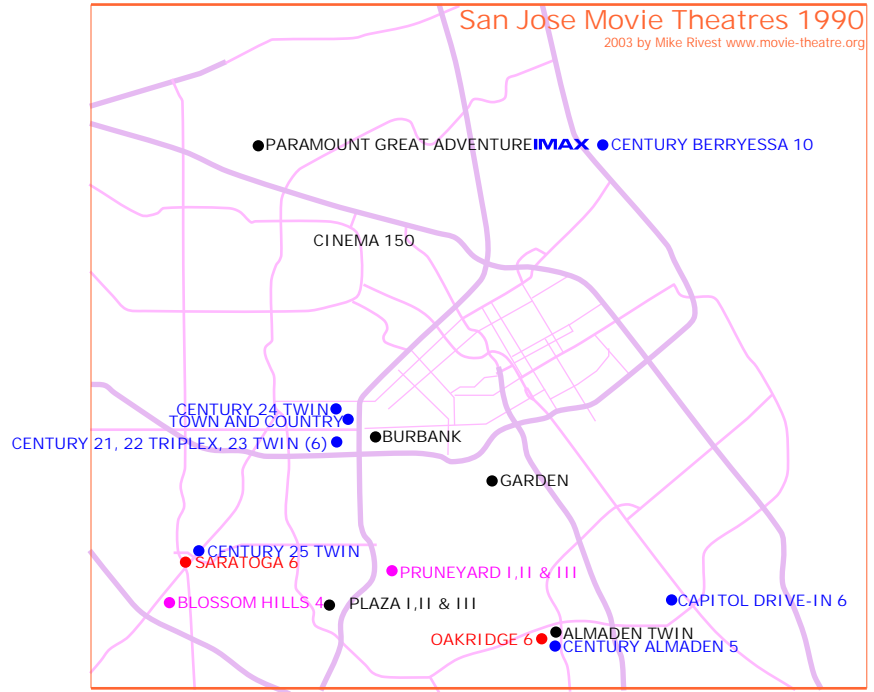 San Jose Movie Theatres 1990
2003 by Mike Rivest www.movie-theatre.org
PARAMOUNT GREAT ADVENTURE IMAX
CENTURY BERRYESSA 10
CINEMA 150
CENTURY 24 TWIN
TOWN AND COUNTRY
BURBANK
CENTURY 21, 22 TRIPLEX, 23 TWIN (6)
GARDEN
CENTURY 25 TWIN
SARATOGA 6
PRUNEYARD I,II & III
BLOSSOM HILLS 4
PLAZA I,II & III
CAPITOL DRIVE-IN 6
ALMADEN TWIN
OAKRIDGE 6
CENTURY ALMADEN 5